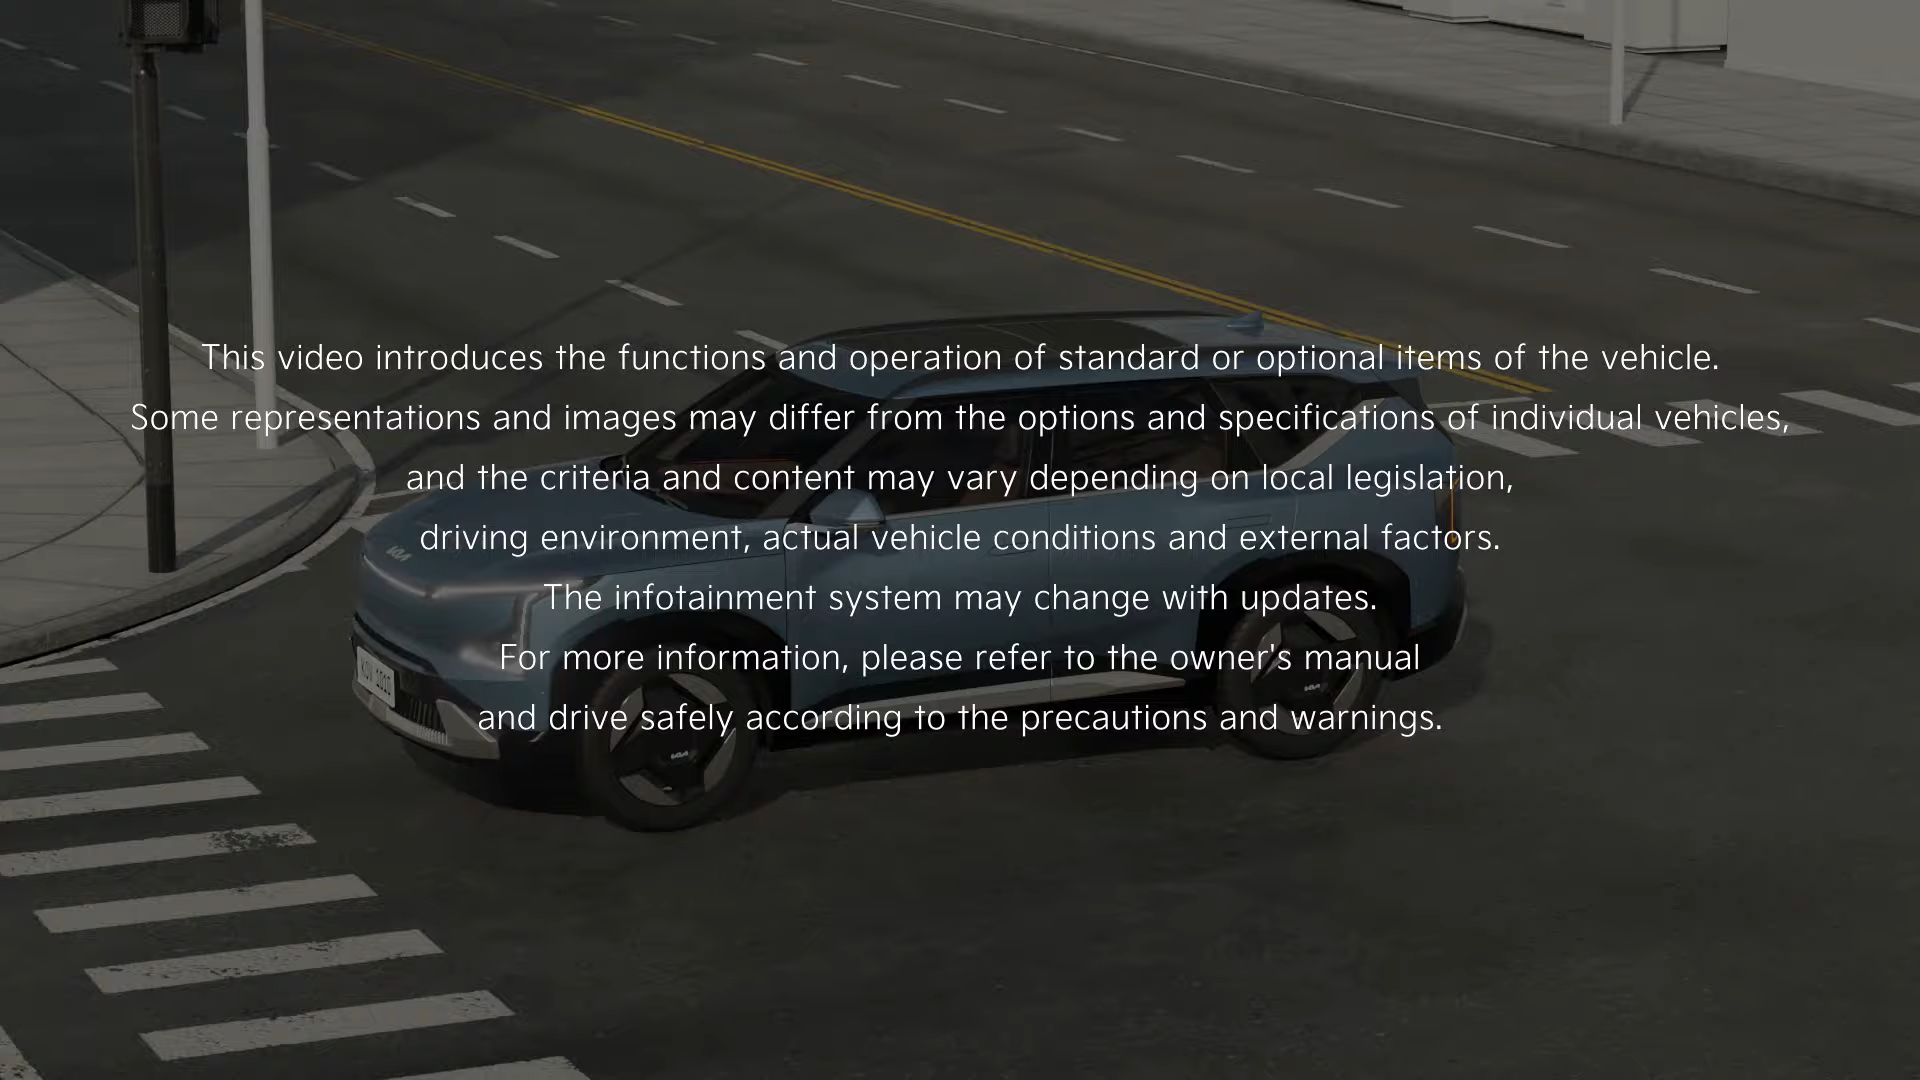 This video introduces the functions and operation of standard or optional items of the vehicle.
Some representations and images may differ from the options and specifications of individual vehicles,
and the criteria and content may vary depending on local legislation,
driving environment, actual vehicle conditions and external factors.
The infotainment system may change with updates.
For more information, please refer to the owner's manual
and drive safely according to the precautions and warnings.